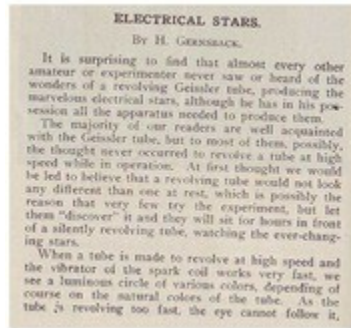 ELECTRICAL STARS.
By H. GERNSBACK.
It is surprising to find that almost every other
amateur or experimenter never saw or heard of the
wonders of a revolving Geissler tube, producing the
marvelous electrical stars, although he has in his pos-
session all the apparatus needed to produce them.
The majority of our readers are well acquainted
with the Geissler tube, but to most of them, possibly,
the thought never occurred to revolve a tube at high
speed while in operation. At first thought we would
be led to believe that a revolving tube would not look
any different than one at rest, which is possibly the
reason that very few try the experiment, but let
them "discover" it and they will set for hours in front
of a silently revolving tube, watching the ever-chang-
ing stars.
When a tube is made to revolve at high speed and
the vibrator of the spark coil works very fast, we
see a luminous circle of various colors, depending of
course on the natural colors of the tube. As the
tube is revolving too fast, the eye cannot follow it,